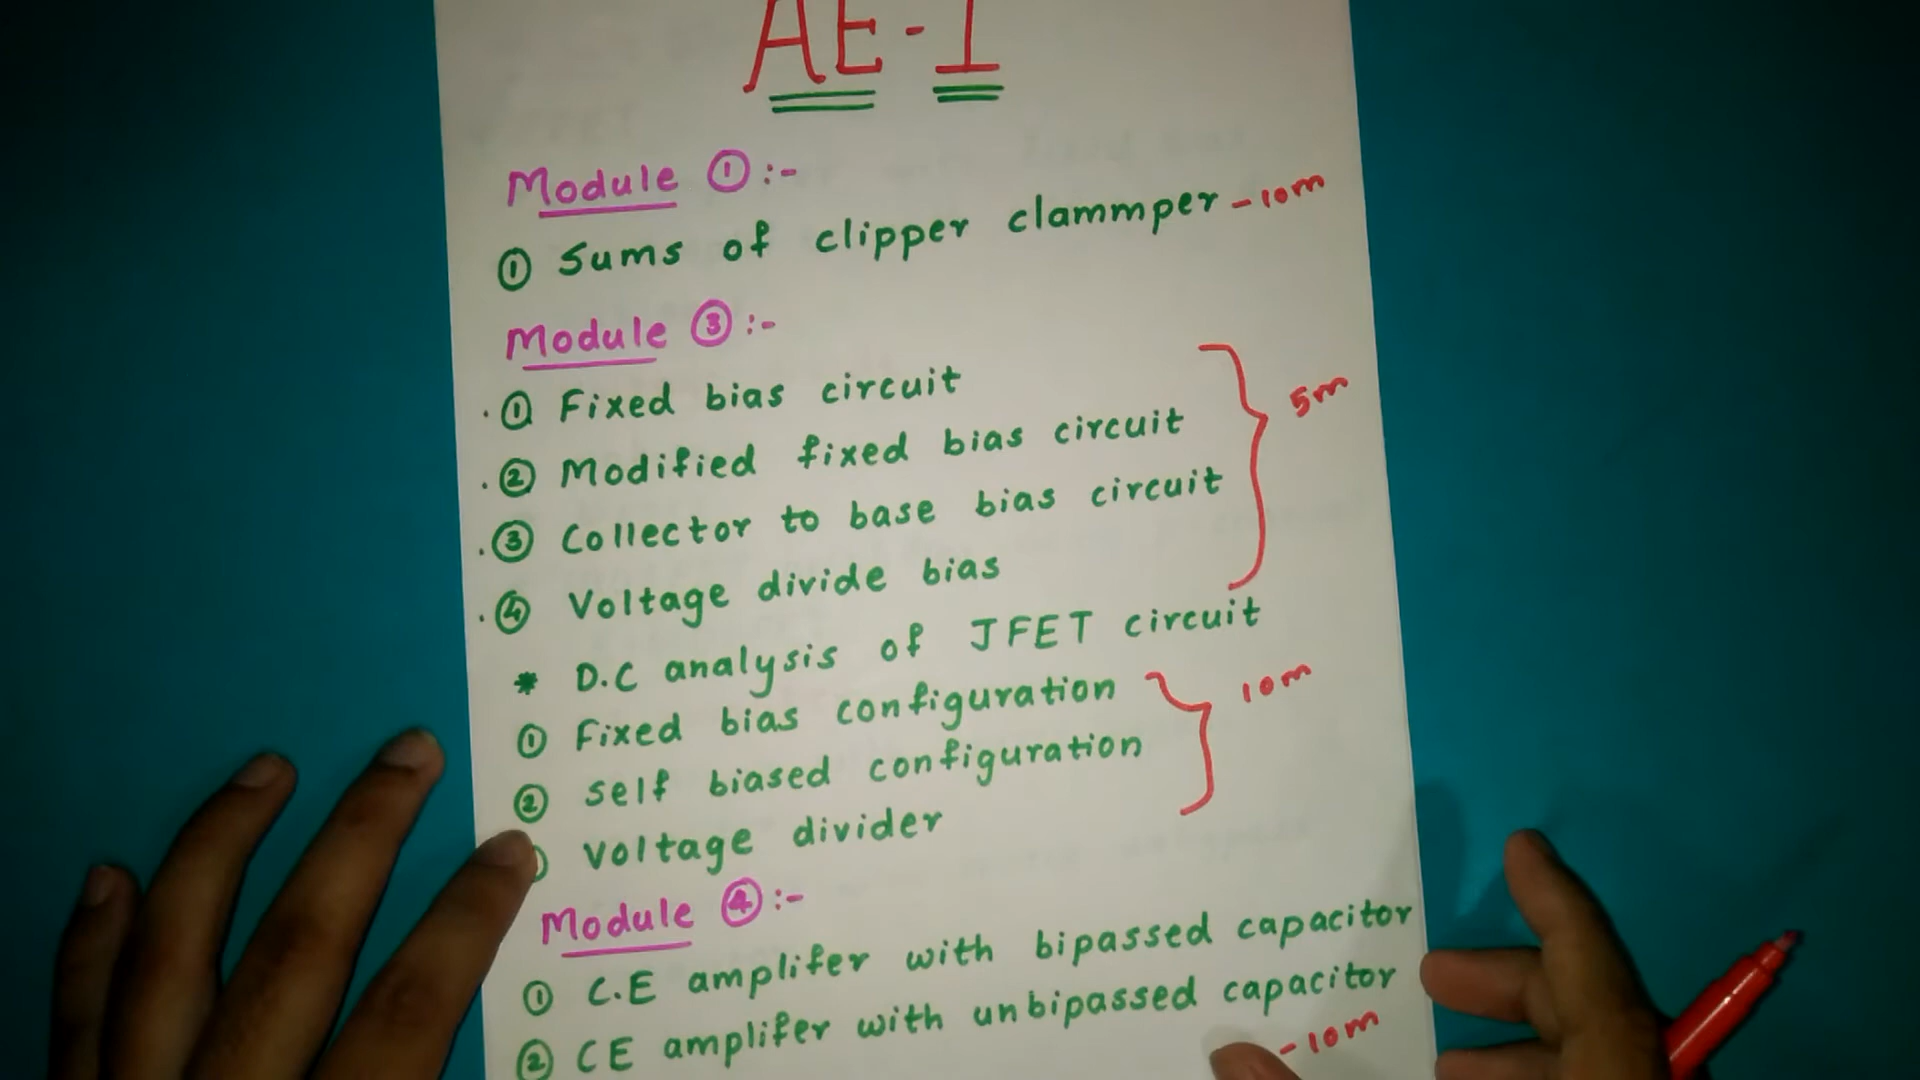 AE-1
Module ① :-
① Sums of clipper clammper - 10m
Module ③ :-
① Fixed bias circuit
② Modified fixed bias circuit
5m
③ Collector to base bias circuit
④ Voltage divide bias
* D.C analysis of JFET circuit
① Fixed bias configuration
10m
② self biased configuration
voltage divider
Module ④ :-
① C.E amplifer with bipassed capacitor
② CE amplifer with unbipassed capacitor
- 10m